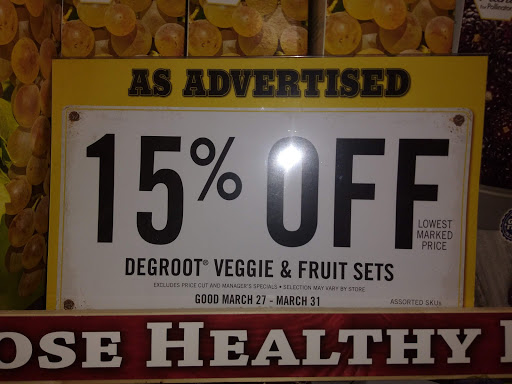 AS ADVERTISED
15% OFF
LOWEST
MARKED
PRICE
DEGROOT® VEGGIE & FRUIT SETS
EXCLUDES PRICE CUT AND MANAGER'S SPECIALS • SELECTION MAY VARY BY STORE
GOOD MARCH 27 - MARCH 31
ASSORTED SKUs
OSE HEALTHY